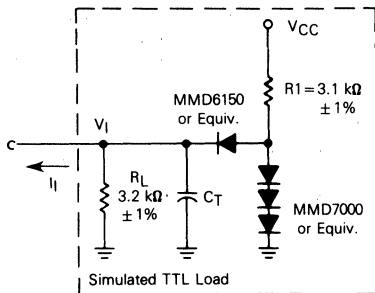 VCC
R1 = 3.1 kΩ
± 1%
MMD6150
or Equiv.
C
VI
II
RL
3.2 kΩ
± 1%
CT
MMD7000
or Equiv.
Simulated TTL Load